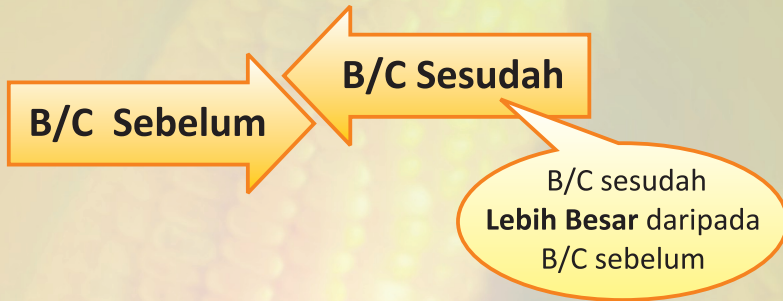 B/C Sebelum
B/C Sesudah
B/C sesudah
Lebih Besar daripada
B/C sebelum